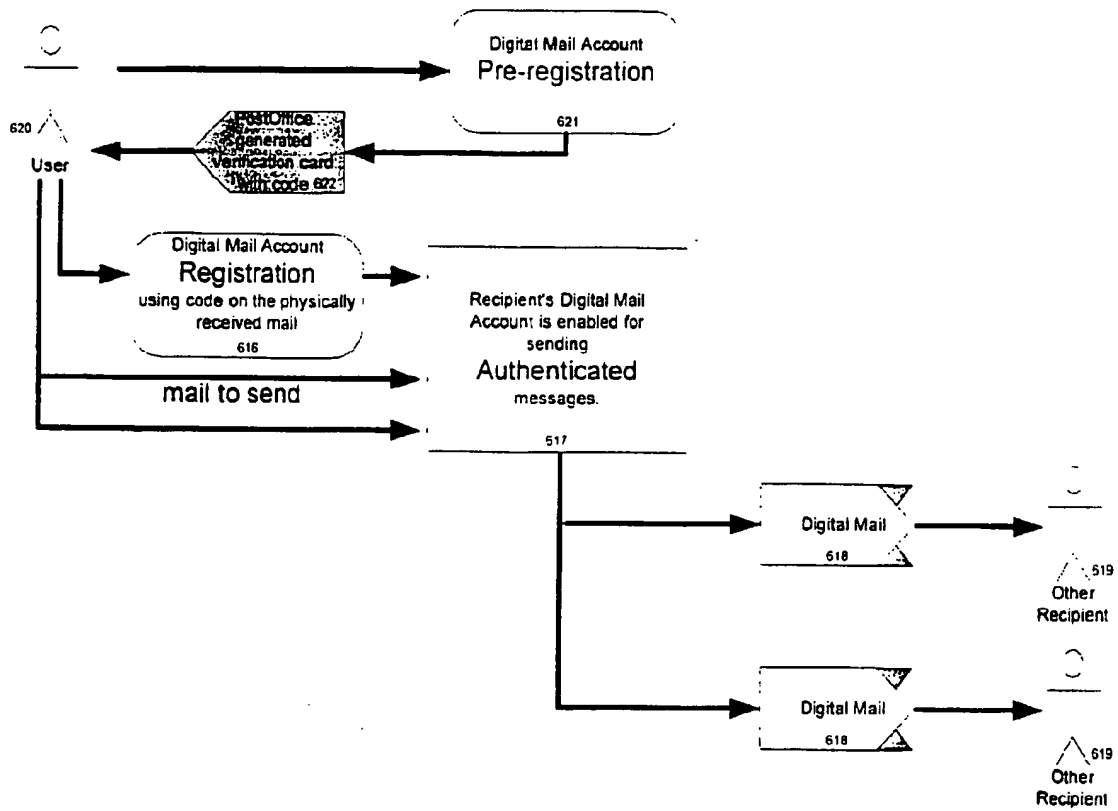 Digital Mail Account
Pre-registration
621
620
User
PostOffice
generated
verification card
with code 622
Digital Mail Account
Registration
using code on the physically
received mail
616
Recipient's Digital Mail
Account is enabled for
sending
Authenticated
messages.
517
mail to send
Digital Mail
618
519
Other
Recipient
Digital Mail
618
619
Other
Recipient